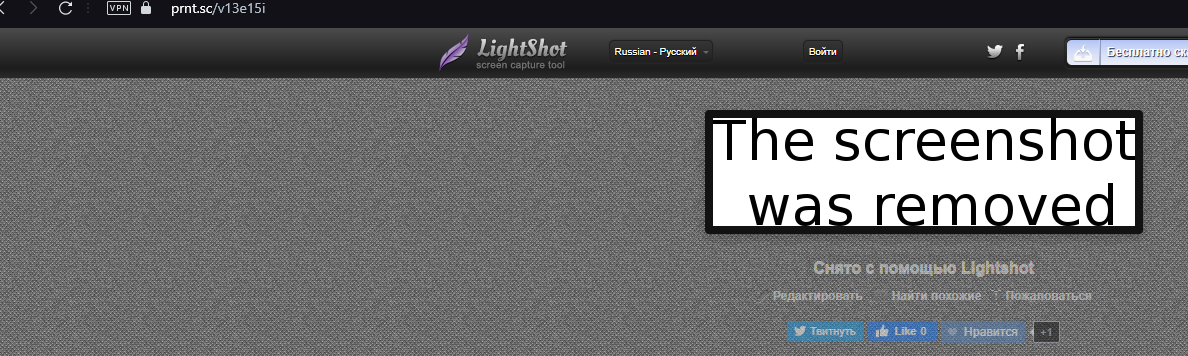 VPN prnt.sc/v13e15i
LightShot
screen capture tool
Russian - Русский
Войти
Бесплатно
The screenshot
was removed
Снято с помощью Lightshot
Редактировать Найти похожие Пожаловаться
Твитнуть Like 0 Нравится +1